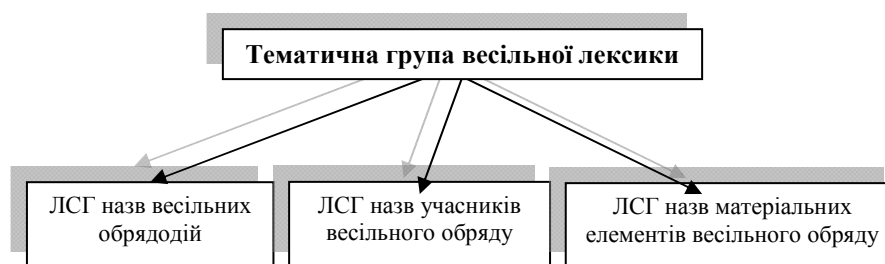 Тематична група весільної лексики
ЛСГ назв весільних
обрядодій
ЛСГ назв учасників
весільного обряду
ЛСГ назв матеріальних
елементів весільного обряду